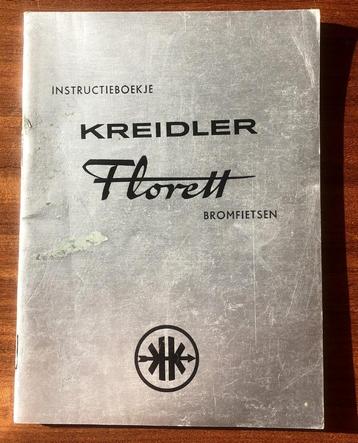 INSTRUCTIEBOEKJE
KREIDLER
Florett
BROMFIETSEN